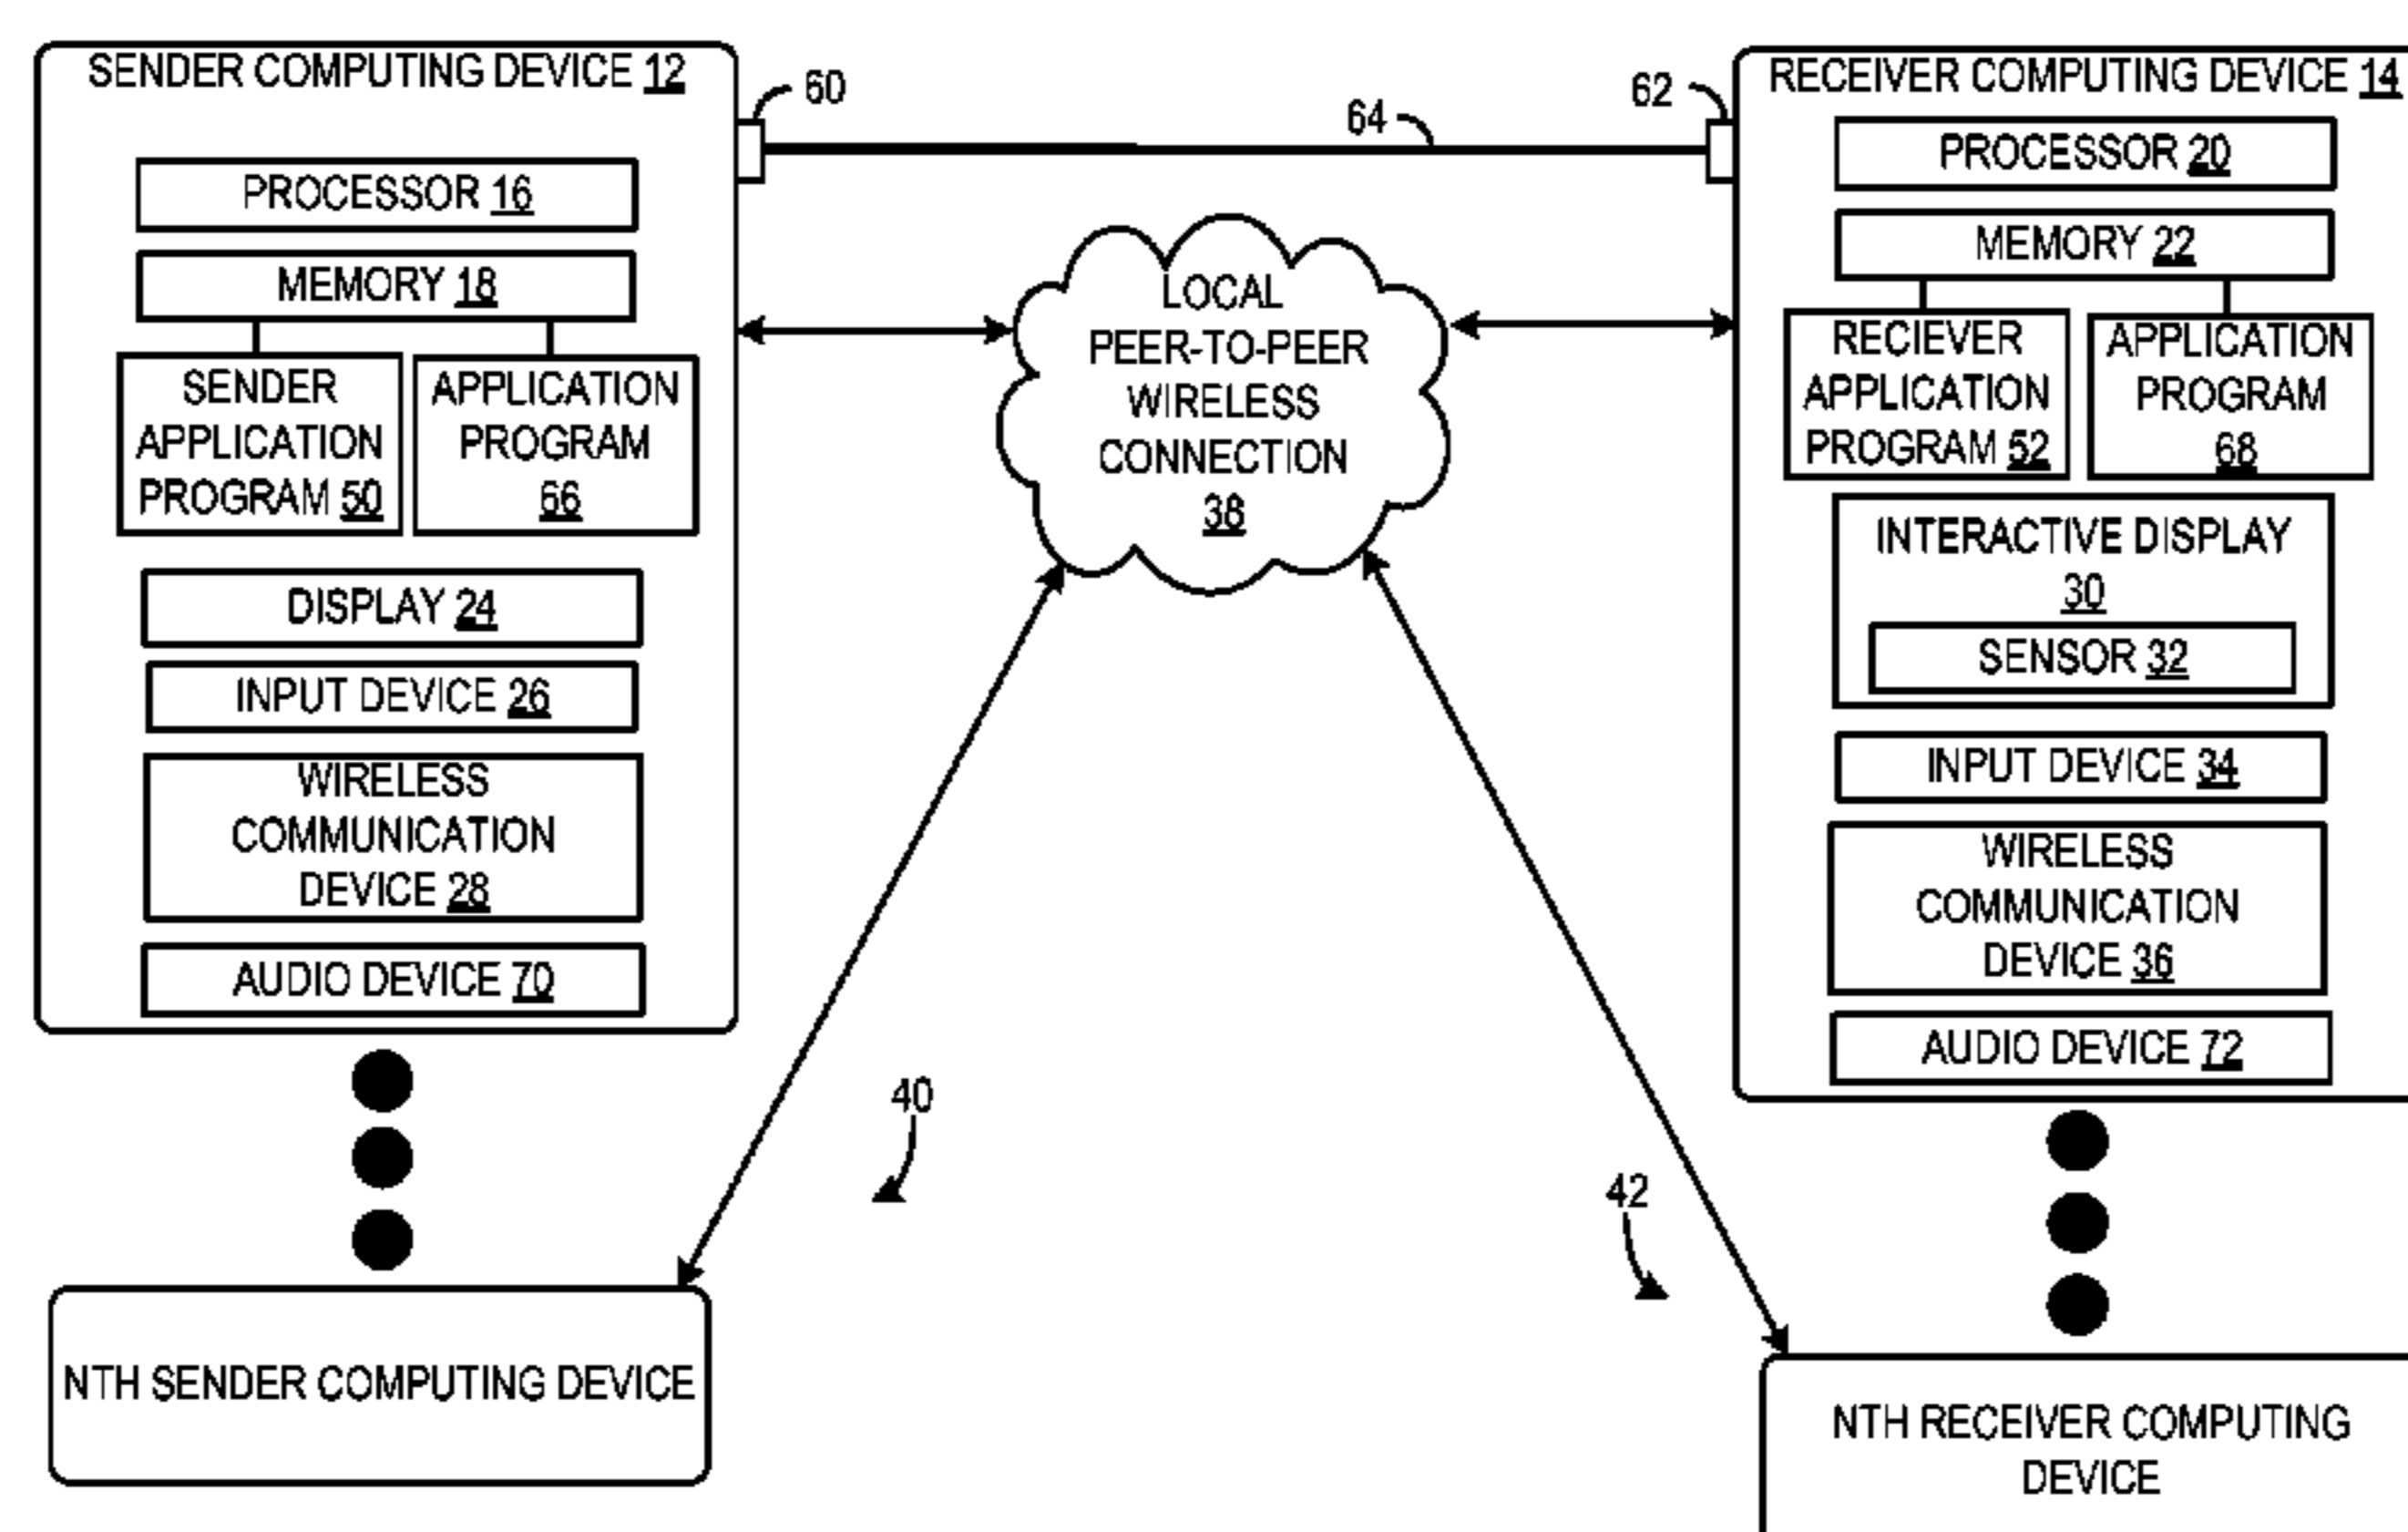 SENDER COMPUTING DEVICE 12
PROCESSOR 16
MEMORY 18
SENDER
APPLICATION
PROGRAM 50
APPLICATION
PROGRAM
66
DISPLAY 24
INPUT DEVICE 26
WIRELESS
COMMUNICATION
DEVICE 28
AUDIO DEVICE 70
NTH SENDER COMPUTING DEVICE
60
64
62
LOCAL
PEER-TO-PEER
WIRELESS
CONNECTION
38
40
42
RECEIVER COMPUTING DEVICE 14
PROCESSOR 20
MEMORY 22
RECIEVER
APPLICATION
PROGRAM 52
APPLICATION
PROGRAM
68
INTERACTIVE DISPLAY
30
SENSOR 32
INPUT DEVICE 34
WIRELESS
COMMUNICATION
DEVICE 36
AUDIO DEVICE 72
NTH RECEIVER COMPUTING
DEVICE